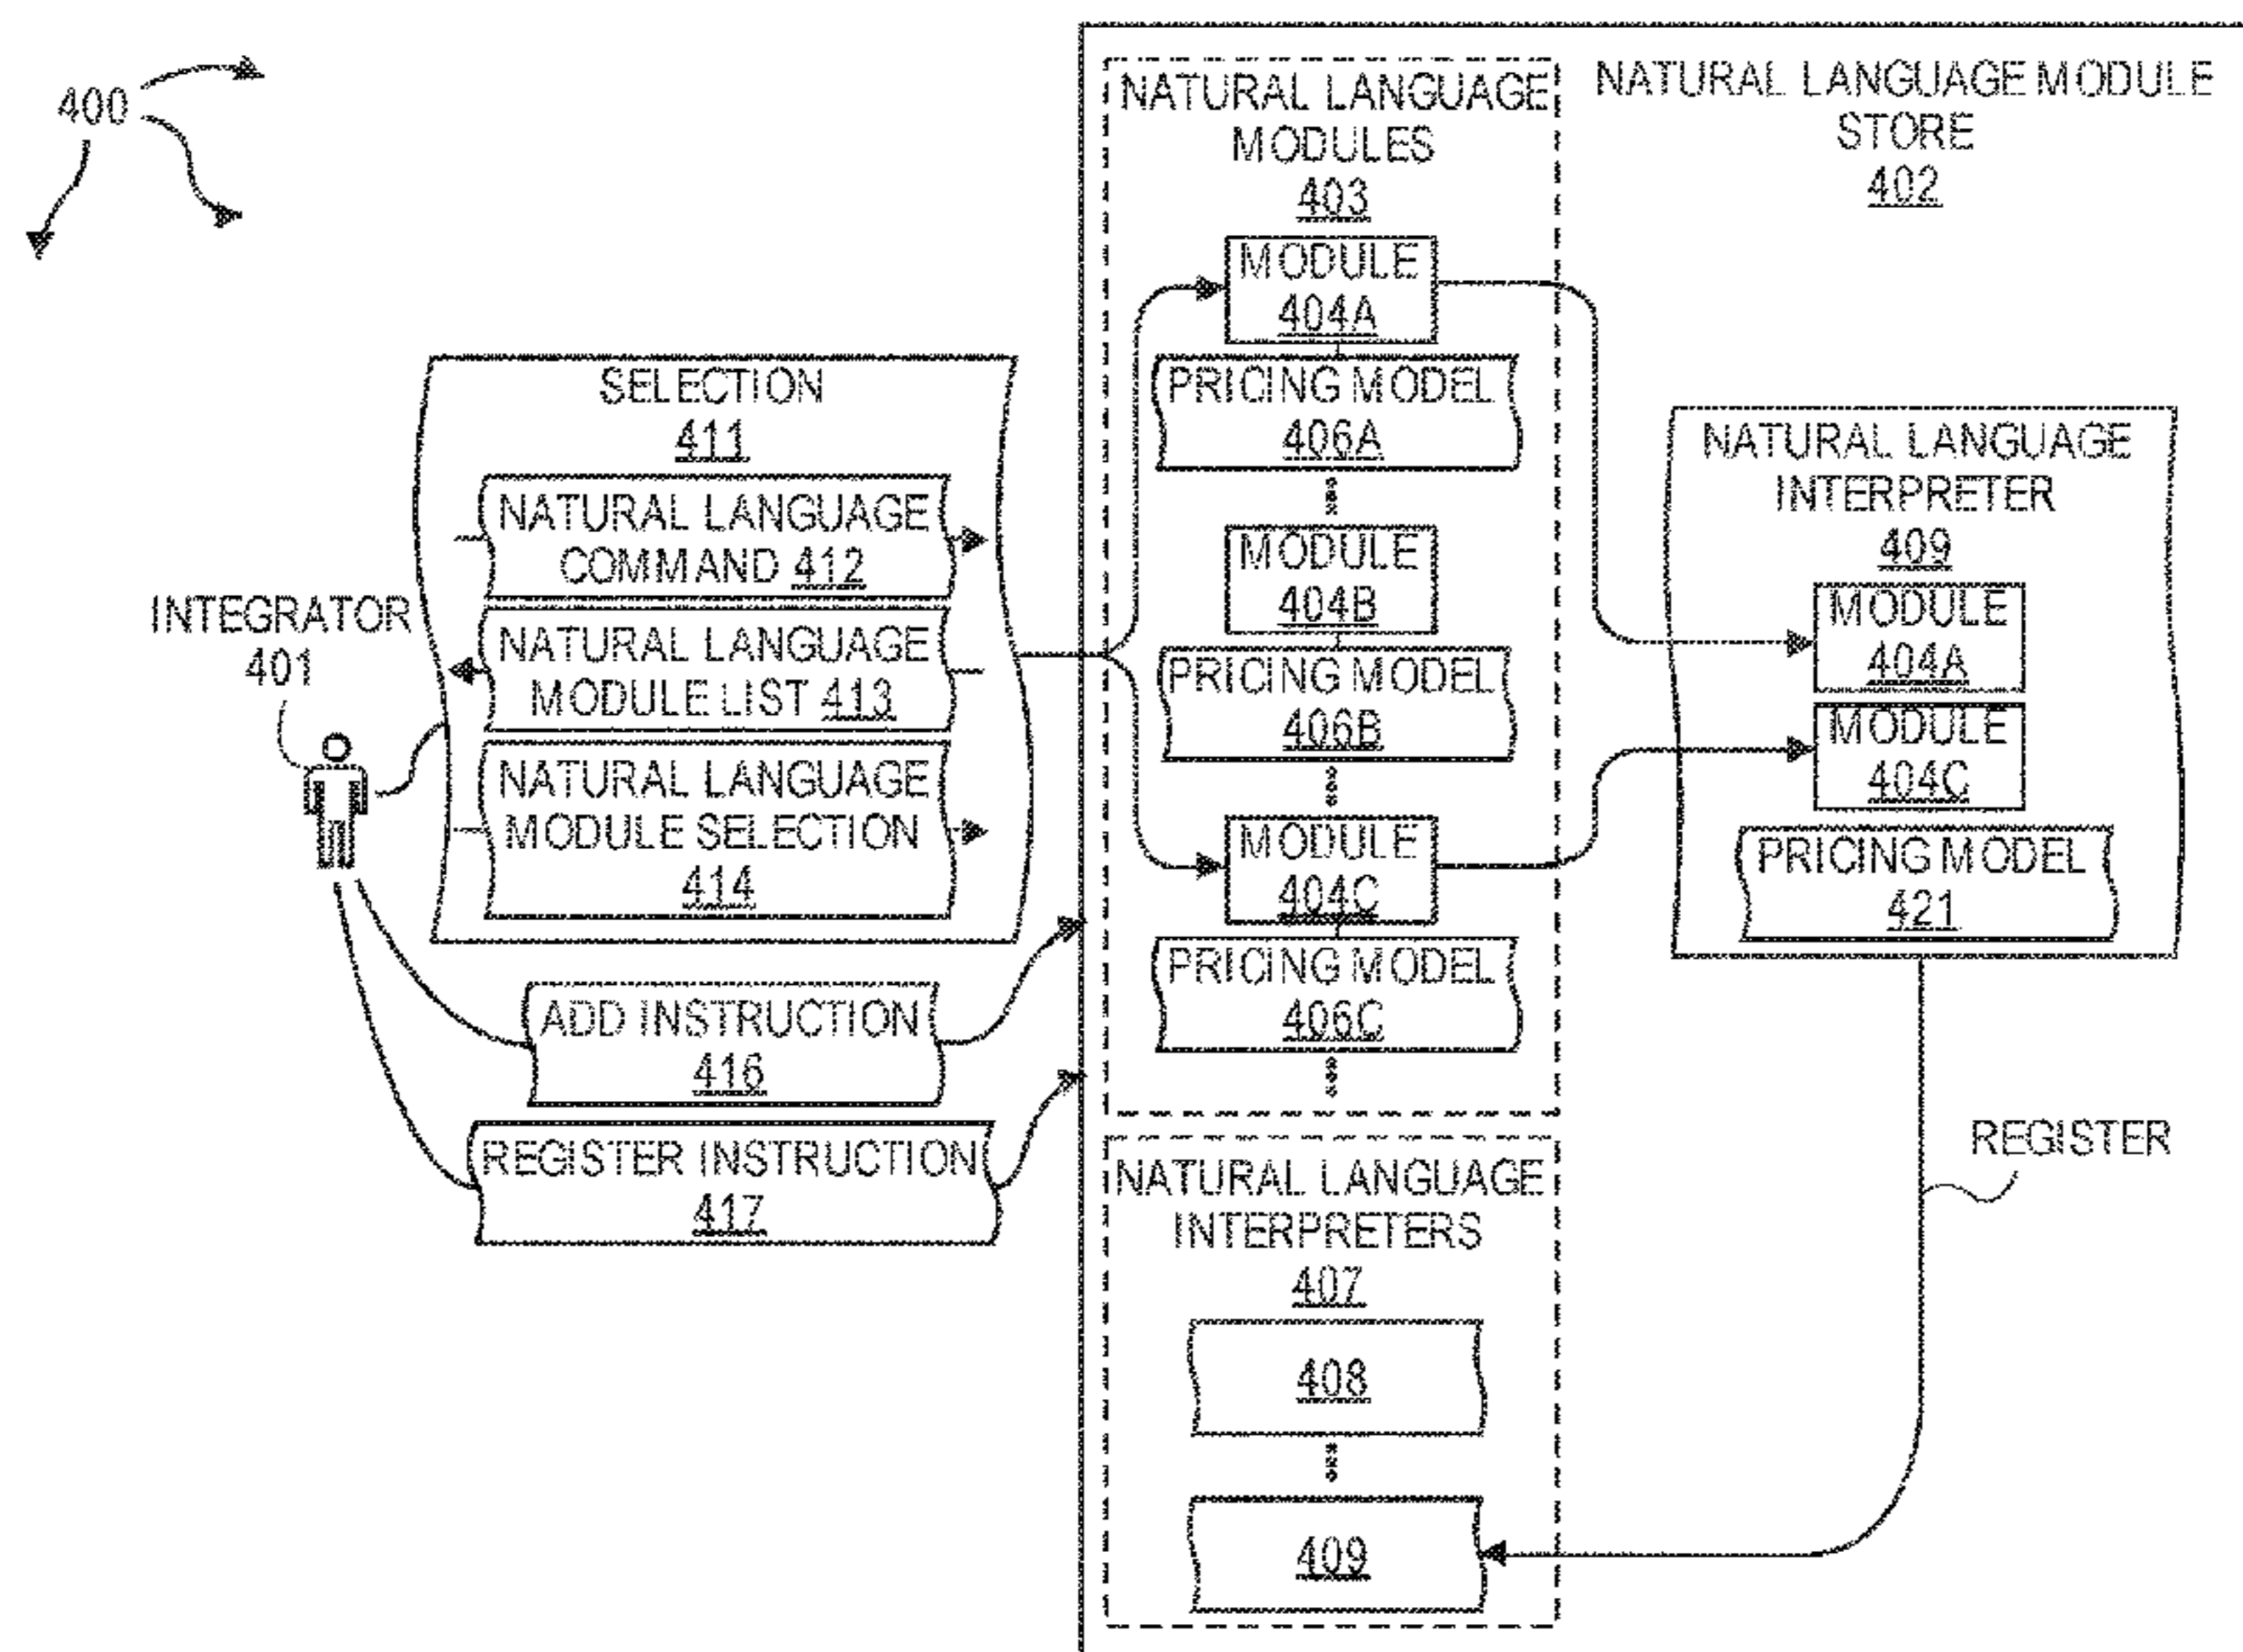 400
NATURAL LANGUAGE
MODULES
403
NATURAL LANGUAGE MODULE
STORE
402
MODULE
404A
PRICING MODEL
406A
MODULE
404B
PRICING MODEL
406B
MODULE
404C
PRICING MODEL
406C
SELECTION
411
NATURAL LANGUAGE
COMMAND 412
NATURAL LANGUAGE
MODULE LIST 413
NATURAL LANGUAGE
MODULE SELECTION
414
INTEGRATOR
401
ADD INSTRUCTION
416
REGISTER INSTRUCTION
417
NATURAL LANGUAGE
INTERPRETER
409
MODULE
404A
MODULE
404C
PRICING MODEL
421
REGISTER
NATURAL LANGUAGE
INTERPRETERS
407
408
409